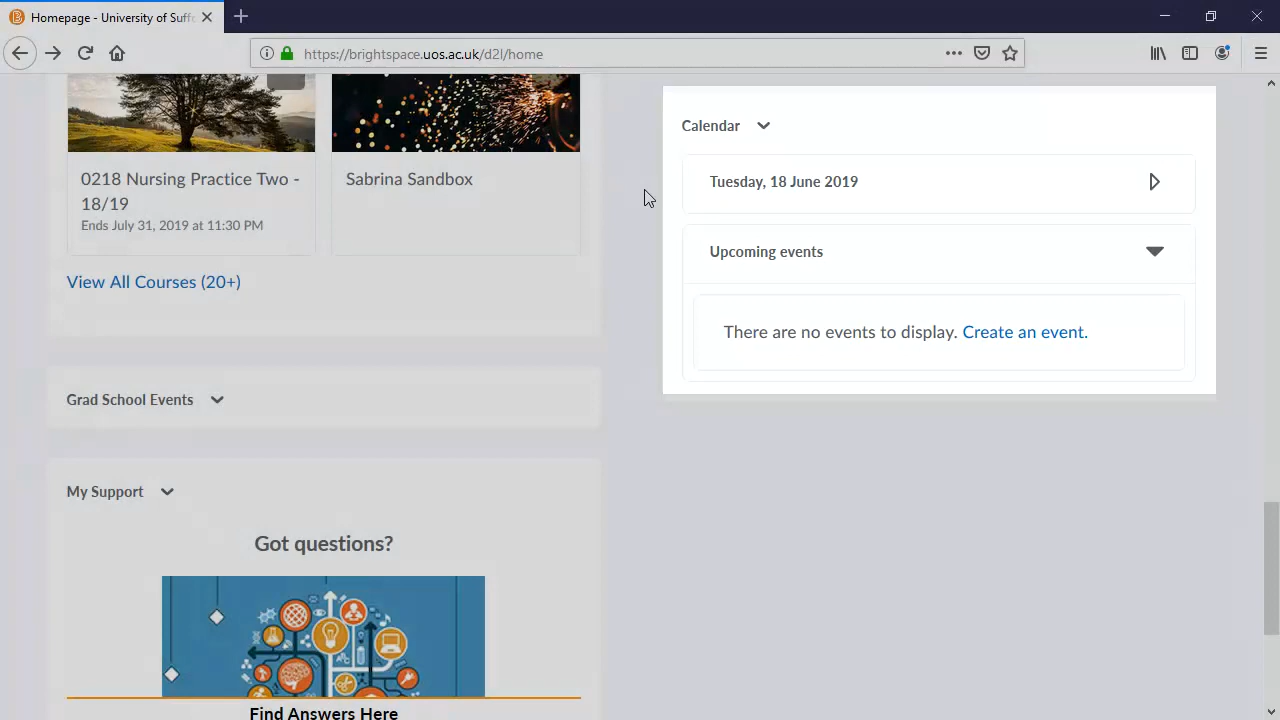 Homepage - University of Suff
https://brightspace.uos.ac.uk/d2l/home
0218 Nursing Practice Two -
18/19
Ends July 31, 2019 at 11:30 PM
Sabrina Sandbox
View All Courses (20+)
Grad School Events
My Support
Got questions?
Find Answers Here
Calendar
Tuesday, 18 June 2019
Upcoming events
There are no events to display. Create an event.